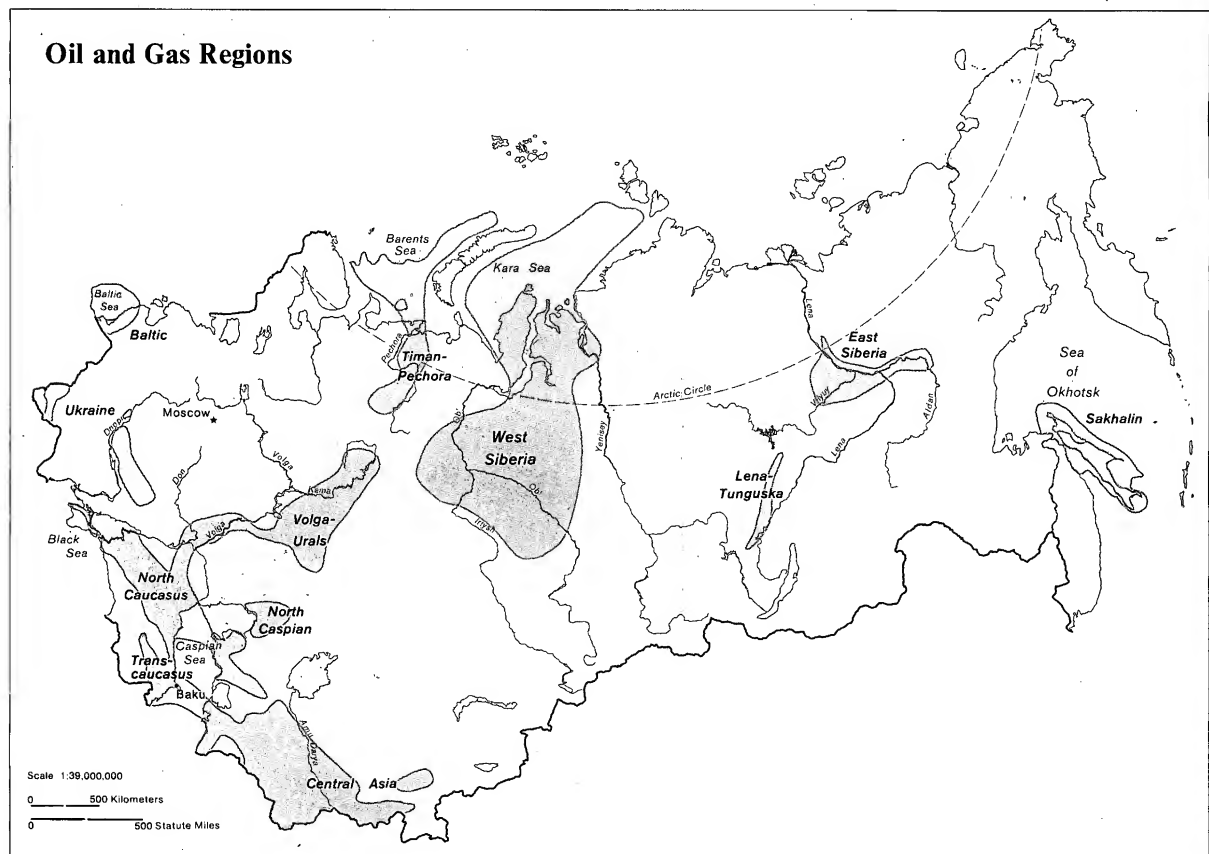 Oil and Gas Regions
Barents
Sea
Kara Sea
Baltic
Sea
Baltic
Pechora
Timan-
Pechora
Lena
East
Siberia
Vilyuy
Aldan
Sea
of
Okhotsk
Sakhalin
Arctic Circle
Ukraine
Dnepr
Moscow
Don
Volga
Ob'
West
Siberia
Ob'
Irtysh
Yenisey
Lena
Lena-
Tunguska
Kama
Volga-
Urals
Volga
Black
Sea
North
Caucasus
North
Caspian
Caspian
Sea
Trans-
caucasus
Baku
Amu Darya
Central Asia
Scale 1:39,000,000
0 500 Kilometers
0 500 Statute Miles